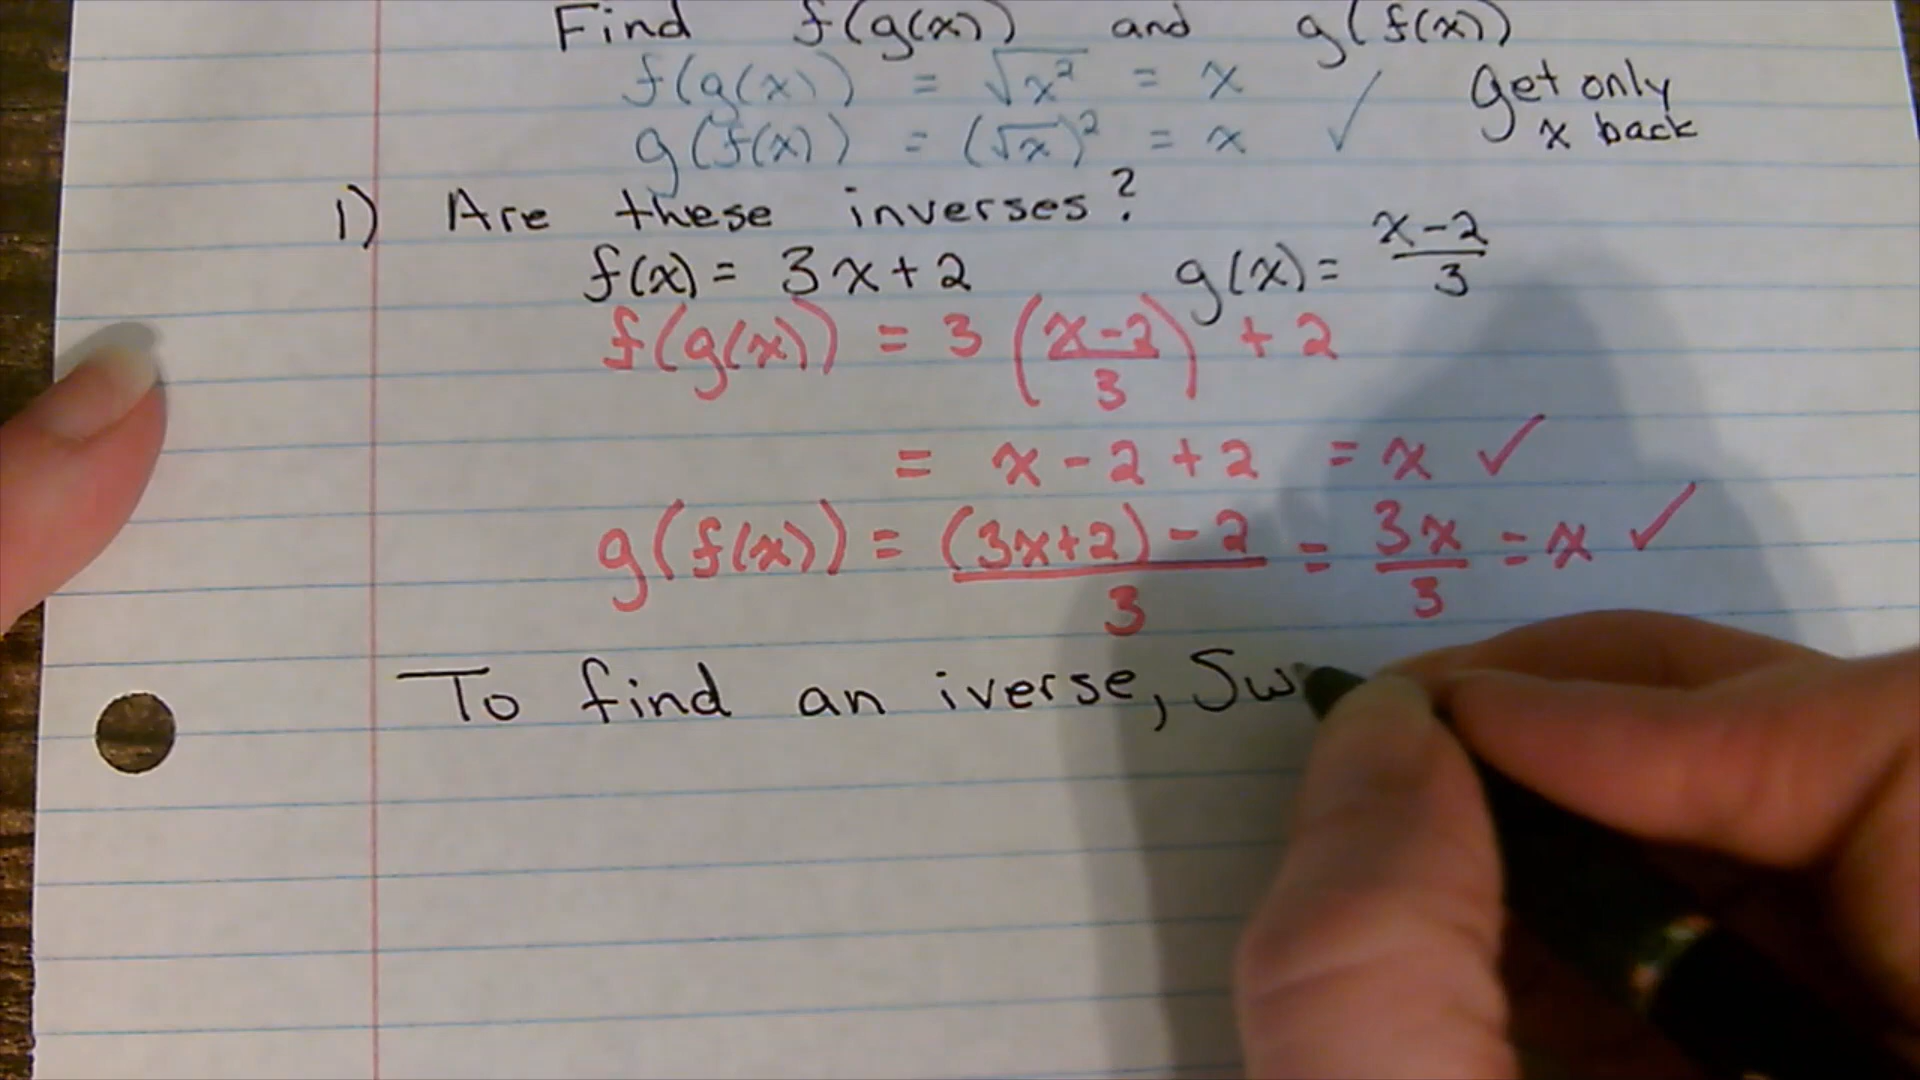 Find f(g(x)) and g(f(x))
f(g(x)) = √x² = x
g(f(x)) = (√x)² = x ✓ get only x back
1) Are these inverses?
f(x) = 3x+2 g(x) = (x-2)/3
f(g(x)) = 3 ((x-2)/3) + 2
= x - 2 + 2 = x ✓
g(f(x)) = ((3x+2) - 2)/3 = 3x/3 = x ✓
To find an iverse, Sw